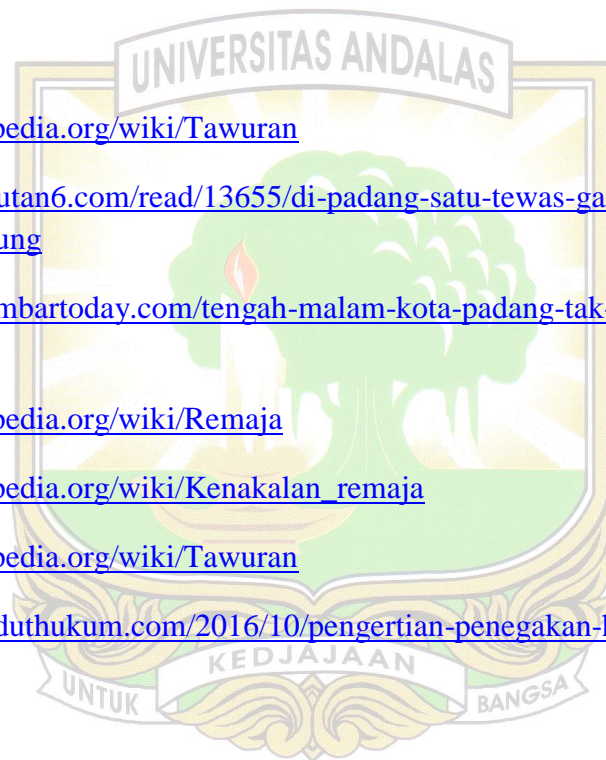 UNIVERSITAS ANDALAS
pedia.org/wiki/Tawuran
utan6.com/read/13655/di-padang-satu-tewas-ga
ung
mbartoday.com/tengah-malam-kota-padang-tak-
pedia.org/wiki/Remaja
pedia.org/wiki/Kenakalan_remaja
pedia.org/wiki/Tawuran
duthukum.com/2016/10/pengertian-penegakan-h
KEDJAJAAN
UNTUK BANGSA